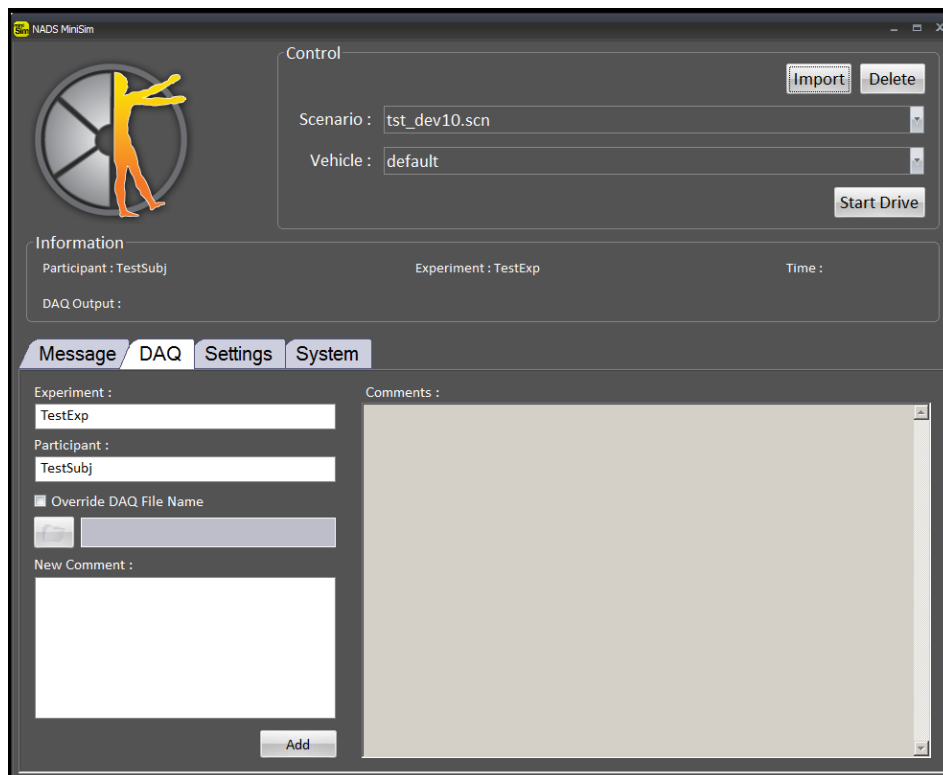 NADS MiniSim
Control
Import Delete
Scenario : tst_dev10.scn
Vehicle : default
Start Drive
Information
Participant : TestSubj Experiment : TestExp Time :
DAQ Output :
Message DAQ Settings System
Experiment : Comments :
TestExp
Participant :
TestSubj
Override DAQ File Name
New Comment :
Add